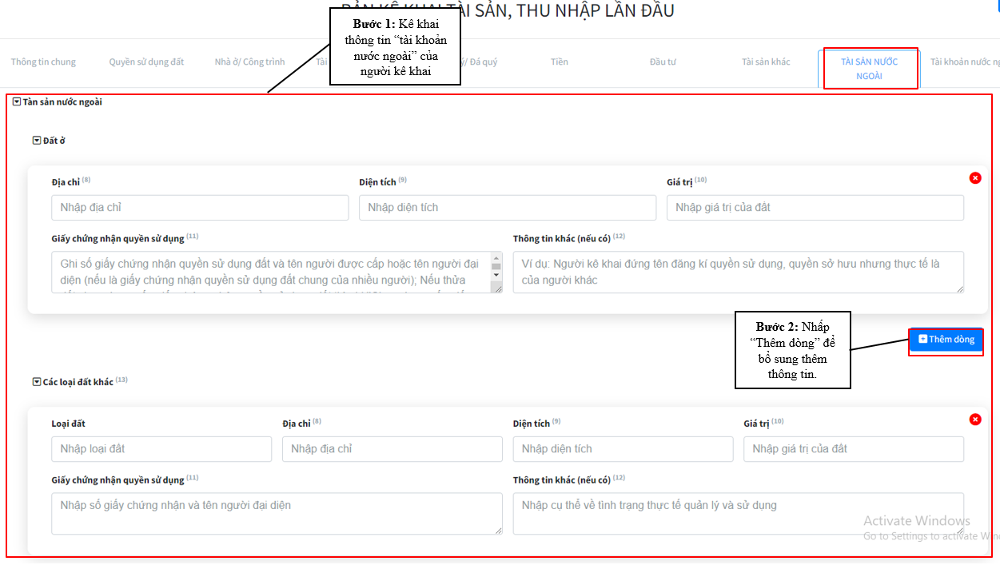 BẢN KÊ KHAI TÀI SẢN, THU NHẬP LẦN ĐẦU
Bước 1: Kê khai
thông tin “tài khoản
nước ngoài” của
người kê khai
Thông tin chung
Quyền sử dụng đất
Nhà ở/ Công trình
Tài
ý/ Đá quý
Tiền
Đầu tư
Tài sản khác
TÀI SẢN NƯỚC
NGOÀI
Tài khoản nước ng
Tàn sản nước ngoài
Đất ở
Địa chỉ (8)
Diện tích (9)
Giá trị (10)
Nhập địa chỉ
Nhập diện tích
Nhập giá trị của đất
Giấy chứng nhận quyền sử dụng (11)
Thông tin khác (nếu có) (12)
Ghi số giấy chứng nhận quyền sử dụng đất và tên người được cấp hoặc tên người đại
diện (nếu là giấy chứng nhận quyền sử dụng đất chung của nhiều người); Nếu thửa
Ví dụ: Người kê khai đứng tên đăng kí quyền sử dụng, quyền sở hưu nhưng thực tế là
của người khác
Bước 2: Nhấp
“Thêm dòng” để
bổ sung thêm
thông tin.
Thêm dòng
Các loại đất khác (13)
Loại đất
Địa chỉ (8)
Diện tích (9)
Giá trị (10)
Nhập loại đất
Nhập địa chỉ
Nhập diện tích
Nhập giá trị của đất
Giấy chứng nhận quyền sử dụng (11)
Thông tin khác (nếu có) (12)
Nhập số giấy chứng nhận và tên người đại diện
Nhập cụ thể về tình trạng thực tế quản lý và sử dụng
Activate Windows
Go to Settings to activate Win